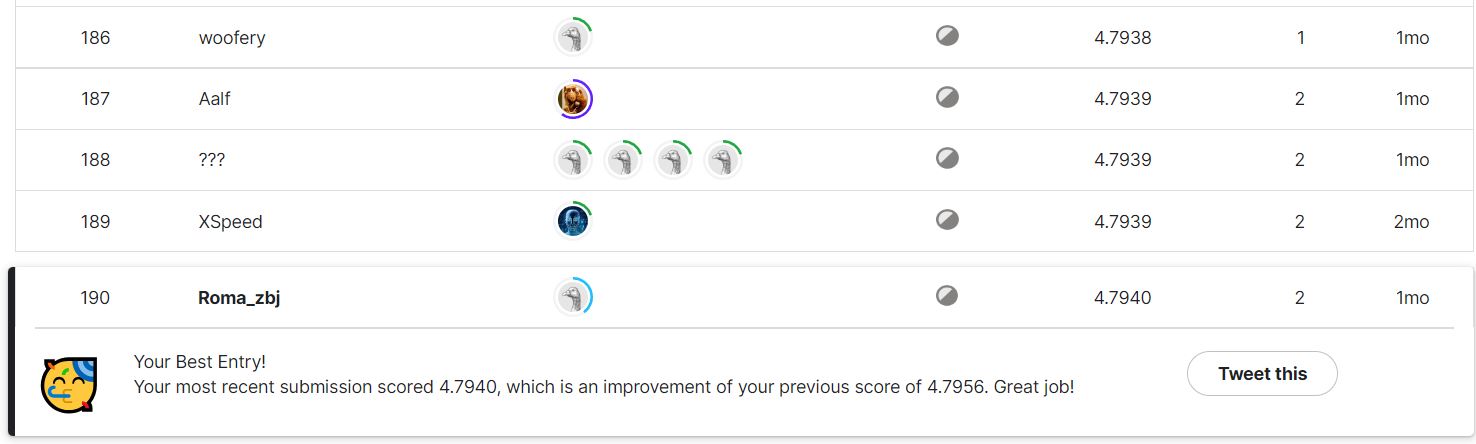 186 woofery 4.7938 1 1mo
187 Aalf 4.7939 2 1mo
188 ??? 4.7939 2 1mo
189 XSpeed 4.7939 2 2mo
190 Roma_zbj 4.7940 2 1mo
Your Best Entry!
Your most recent submission scored 4.7940, which is an improvement of your previous score of 4.7956. Great job!
Tweet this